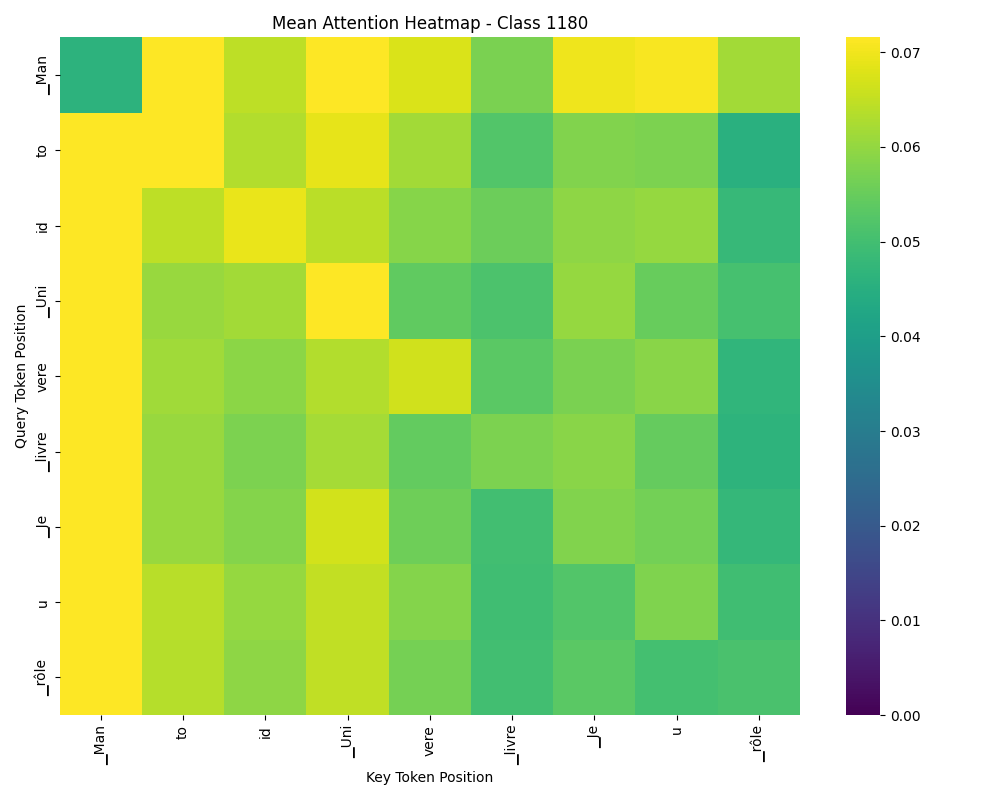 Mean Attention Heatmap - Class 1180
Query Token Position
▁Man
to
id
▁Uni
vere
▁livre
▁Je
u
▁rôle
▁Man
to
id
▁Uni
vere
▁livre
▁Je
u
▁rôle
Key Token Position
0.07
0.06
0.05
0.04
0.03
0.02
0.01
0.00